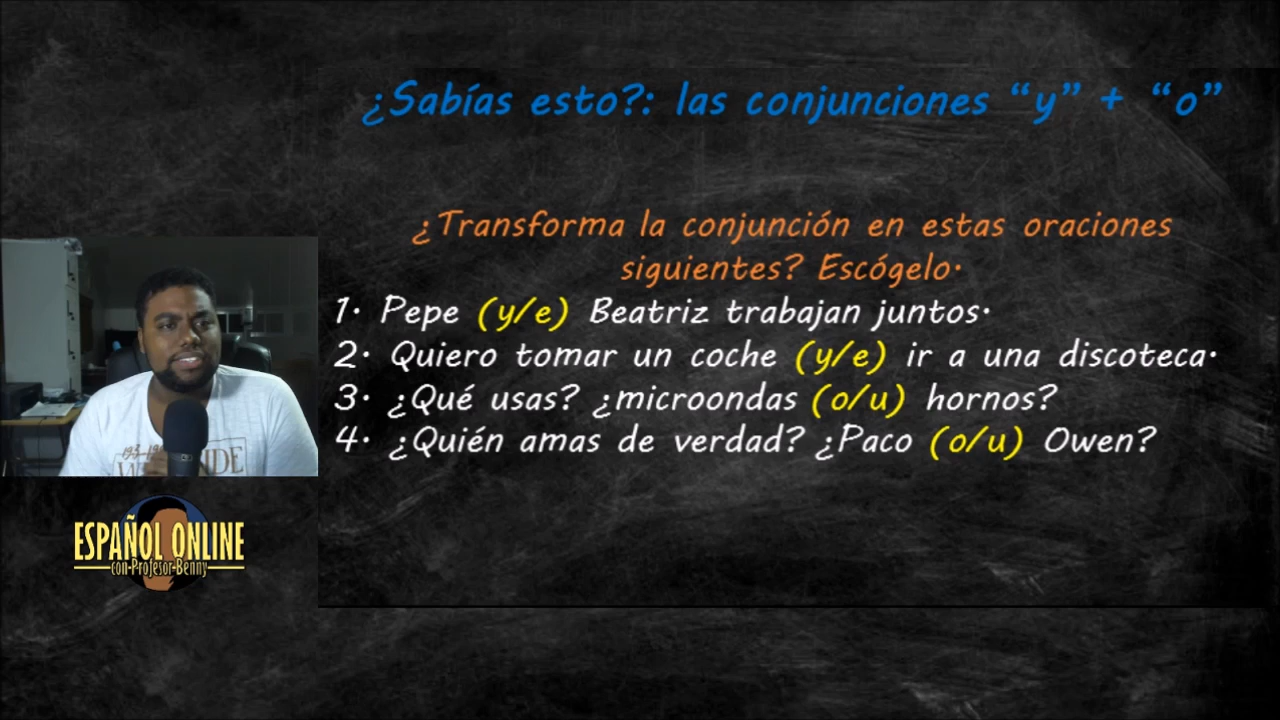 ¿Sabías esto?: las conjunciones “y” + “o”
¿Transforma la conjunción en estas oraciones
siguientes? Escógelo.
1. Pepe (y/e) Beatriz trabajan juntos.
2. Quiero tomar un coche (y/e) ir a una discoteca.
3. ¿Qué usas? ¿microondas (o/u) hornos?
4. ¿Quién amas de verdad? ¿Paco (o/u) Owen?
ESPAÑOL ONLINE
con Profesor Benny